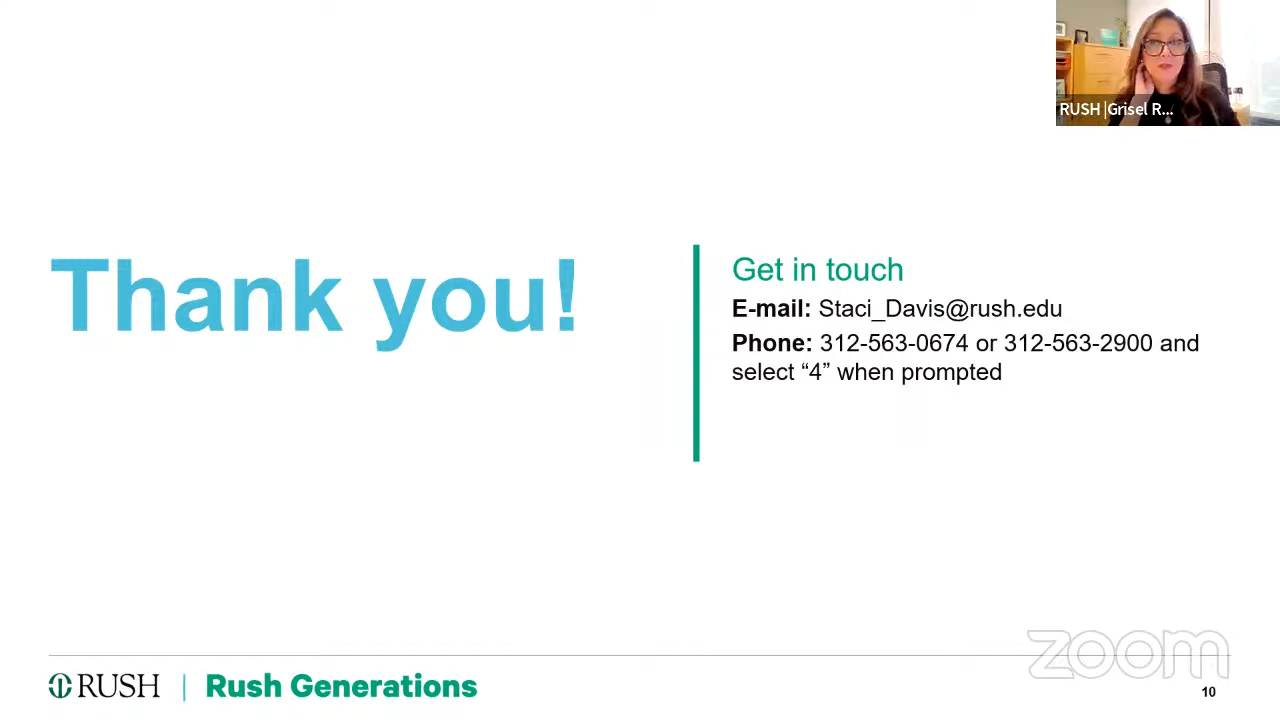 RUSH |Grisel R...
Thank you!
Get in touch
E-mail: Staci_Davis@rush.edu
Phone: 312-563-0674 or 312-563-2900 and
select “4” when prompted
zoom
RUSH | Rush Generations
10